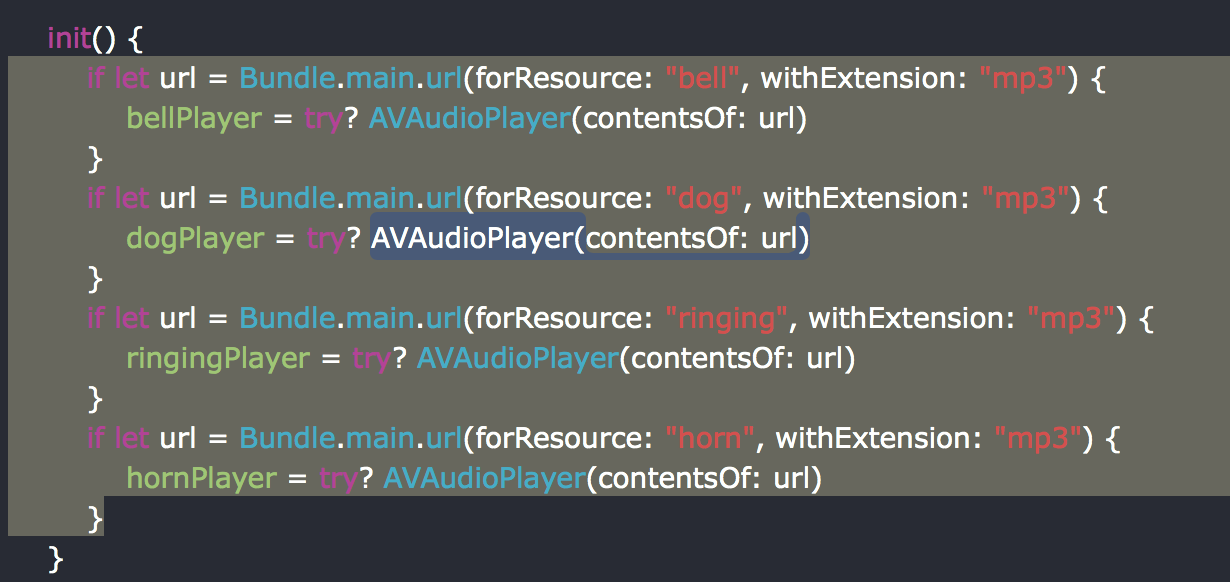 init() {
if let url = Bundle.main.url(forResource: "bell", withExtension: "mp3") {
bellPlayer = try? AVAudioPlayer(contentsOf: url)
}
if let url = Bundle.main.url(forResource: "dog", withExtension: "mp3") {
dogPlayer = try? AVAudioPlayer(contentsOf: url)
}
if let url = Bundle.main.url(forResource: "ringing", withExtension: "mp3") {
ringingPlayer = try? AVAudioPlayer(contentsOf: url)
}
if let url = Bundle.main.url(forResource: "horn", withExtension: "mp3") {
hornPlayer = try? AVAudioPlayer(contentsOf: url)
}
}